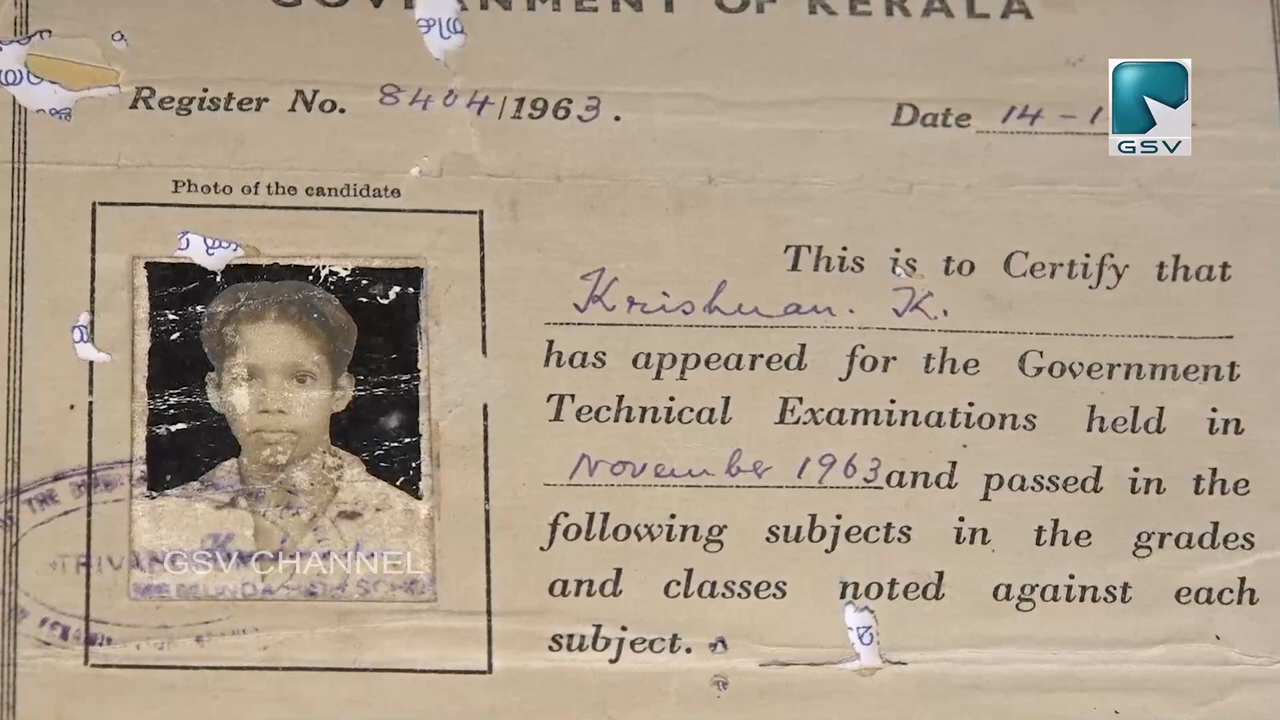 GOVERNMENT OF KERALA
Register No. 8404/1963.
Date 14-1
GSV
Photo of the candidate
This is to Certify that
Krishnan. K.
has appeared for the Government
Technical Examinations held in
November 1963 and passed in the
following subjects in the grades
and classes noted against each
subject.
GSV CHANNEL